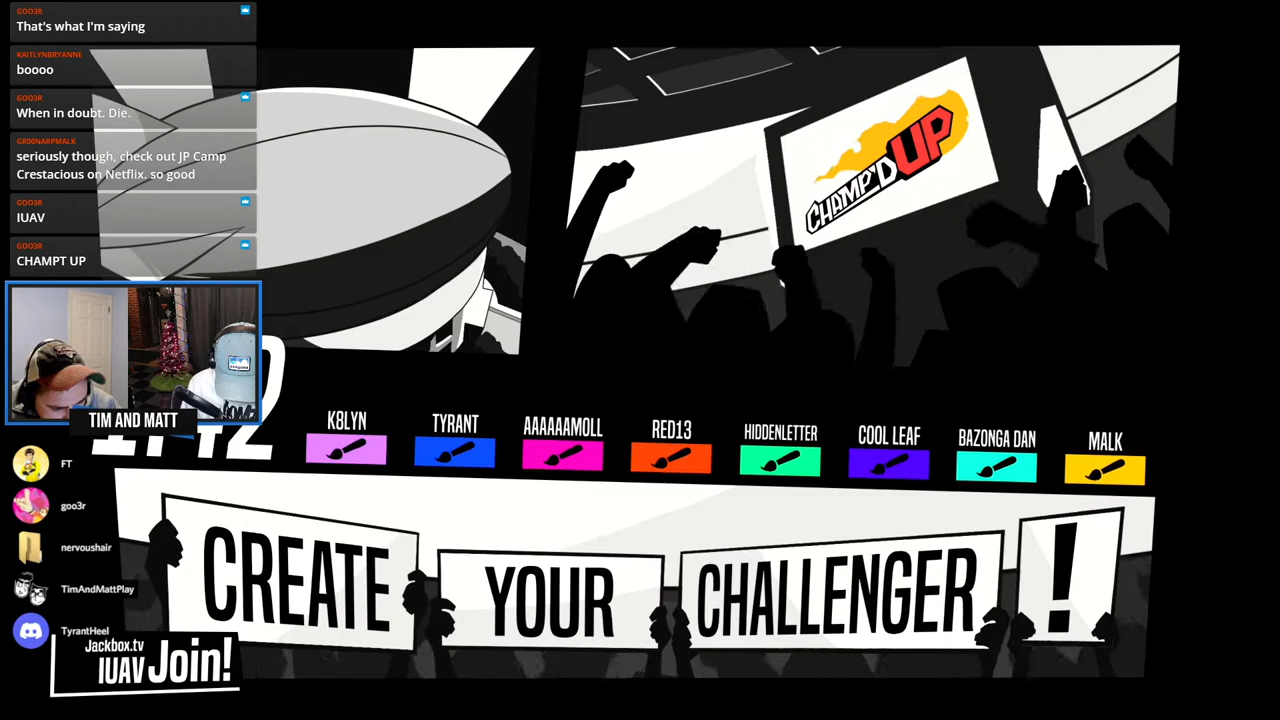 GOO3R
That's what I'm saying
KAITLYNBRYANNE
boooo
GOO3R
When in doubt. Die.
GR00NARPMALK
seriously though, check out JP Camp
Crestacious on Netflix. so good
GOO3R
IUAV
GOO3R
CHAMPT UP
CHAMP'D UP
TIM AND MATT
K8LYN
TYRANT
AAAAAAMOLL
RED13
HIDDENLETTER
COOL LEAF
BAZONGA DAN
MALK
FT
goo3r
nervoushair
TimAndMattPlay
TyrantHeel
CREATE YOUR CHALLENGER !
Jackbox.tv
IUAV Join!